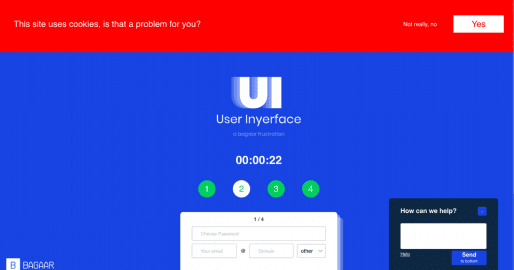 This site uses cookies, is that a problem for you?
Not really, no
Yes
UI
User Inyerface
a bagaar frustration
00:00:22
1 2 3 4
1 / 4
Choose Password
Your email @ Domain other
How can we help?
Help
Send
to bottom
B BAGAAR